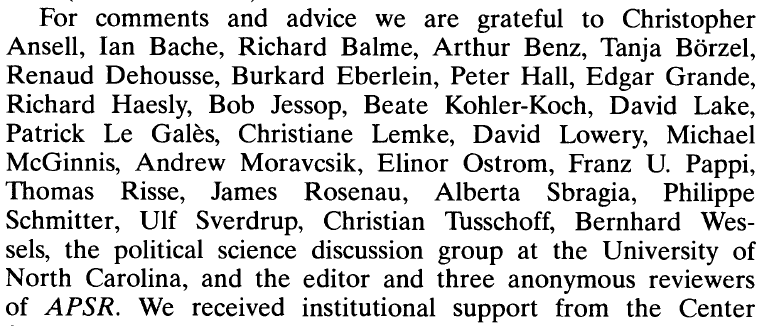 For comments and advice we are grateful to Christopher
Ansell, Ian Bache, Richard Balme, Arthur Benz, Tanja Börzel,
Renaud Dehousse, Burkard Eberlein, Peter Hall, Edgar Grande,
Richard Haesly, Bob Jessop, Beate Kohler-Koch, David Lake,
Patrick Le Galès, Christiane Lemke, David Lowery, Michael
McGinnis, Andrew Moravcsik, Elinor Ostrom, Franz U. Pappi,
Thomas Risse, James Rosenau, Alberta Sbragia, Philippe
Schmitter, Ulf Sverdrup, Christian Tusschoff, Bernhard Wes-
sels, the political science discussion group at the University of
North Carolina, and the editor and three anonymous reviewers
of APSR. We received institutional support from the Center